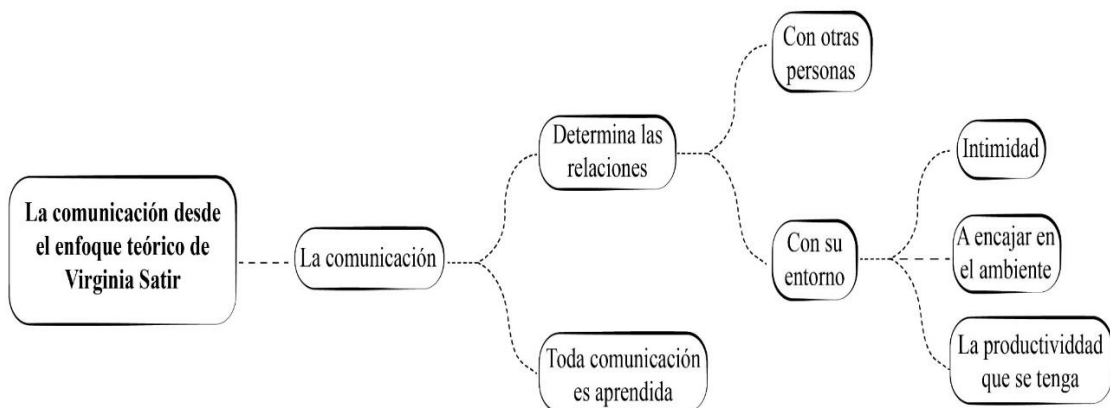 La comunicación desde
el enfoque teórico de
Virginia Satir
La comunicación
Determina las
relaciones
Con otras
personas
Con su
entorno
Intimidad
A encajar en
el ambiente
La productividdad
que se tenga
Toda comunicación
es aprendida